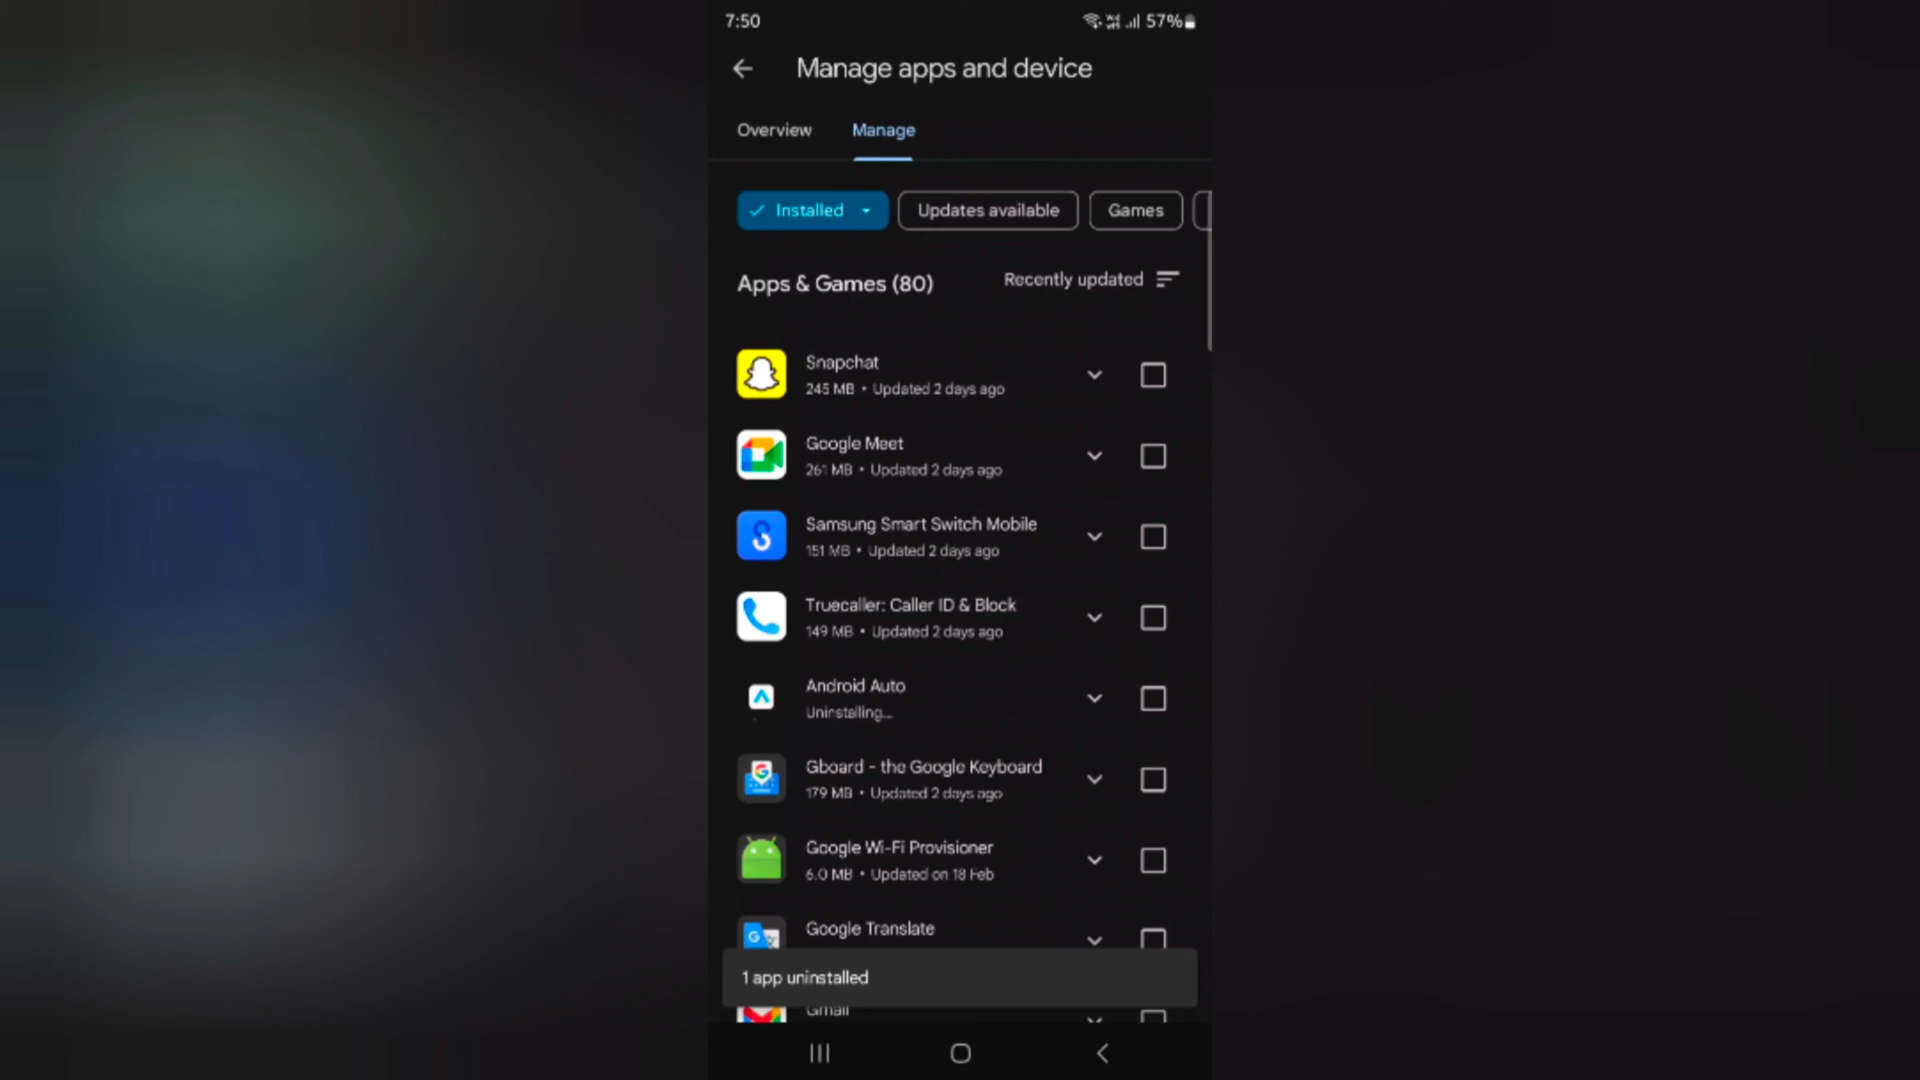 7:50
57%
Manage apps and device
Overview
Manage
Installed
Updates available
Games
Apps & Games (80)
Recently updated
Snapchat
245 MB • Updated 2 days ago
Google Meet
261 MB • Updated 2 days ago
Samsung Smart Switch Mobile
151 MB • Updated 2 days ago
Truecaller: Caller ID & Block
149 MB • Updated 2 days ago
Android Auto
Uninstalling...
Gboard - the Google Keyboard
179 MB • Updated 2 days ago
Google Wi-Fi Provisioner
6.0 MB • Updated on 18 Feb
Google Translate
1 app uninstalled
Gmail